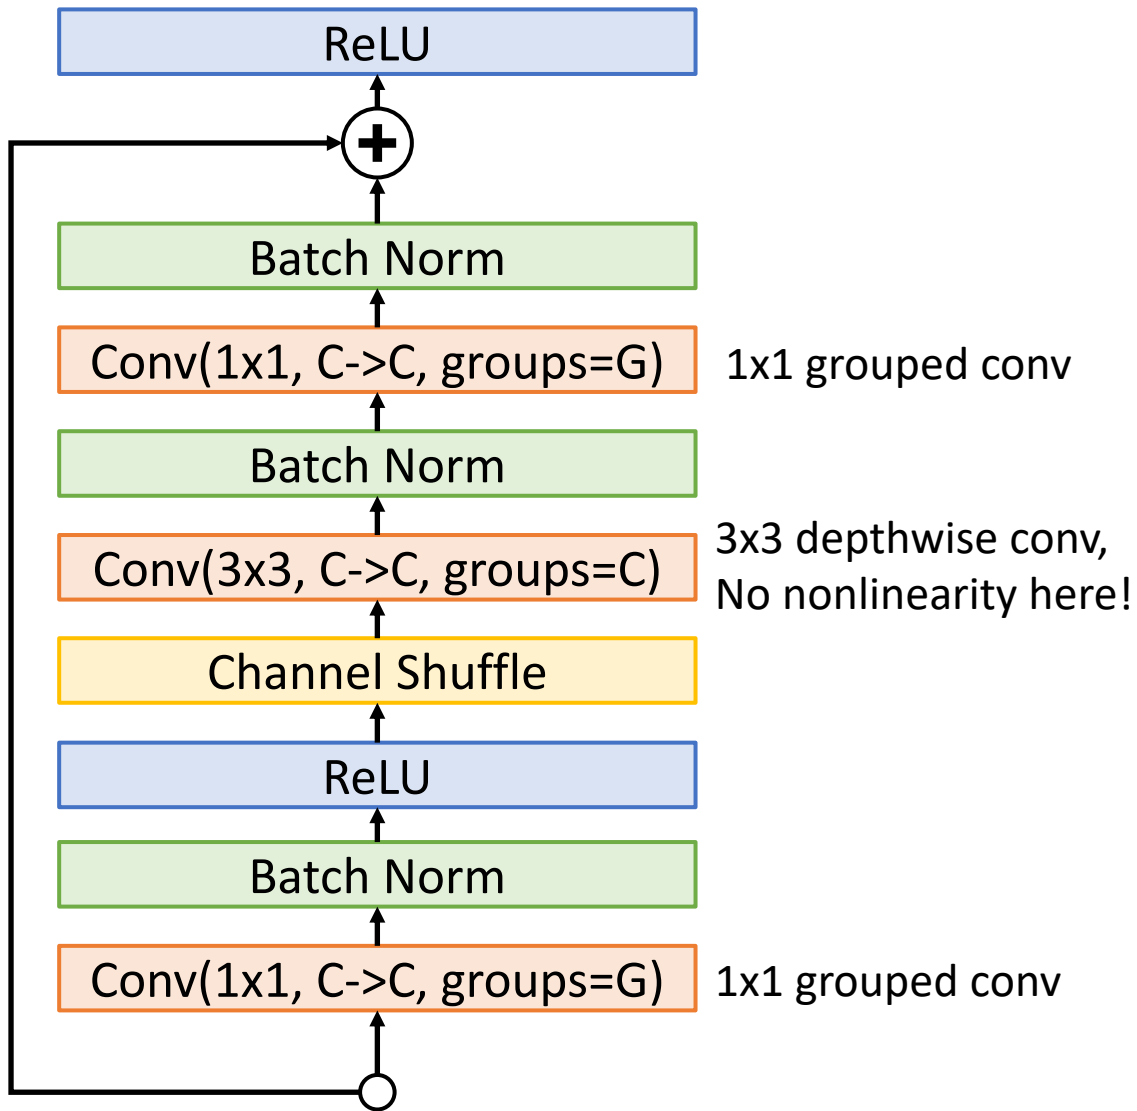 ReLU
+
Batch Norm
Conv(1x1, C->C, groups=G)
1x1 grouped conv
Batch Norm
Conv(3x3, C->C, groups=C)
3x3 depthwise conv,
No nonlinearity here!
Channel Shuffle
ReLU
Batch Norm
Conv(1x1, C->C, groups=G)
1x1 grouped conv